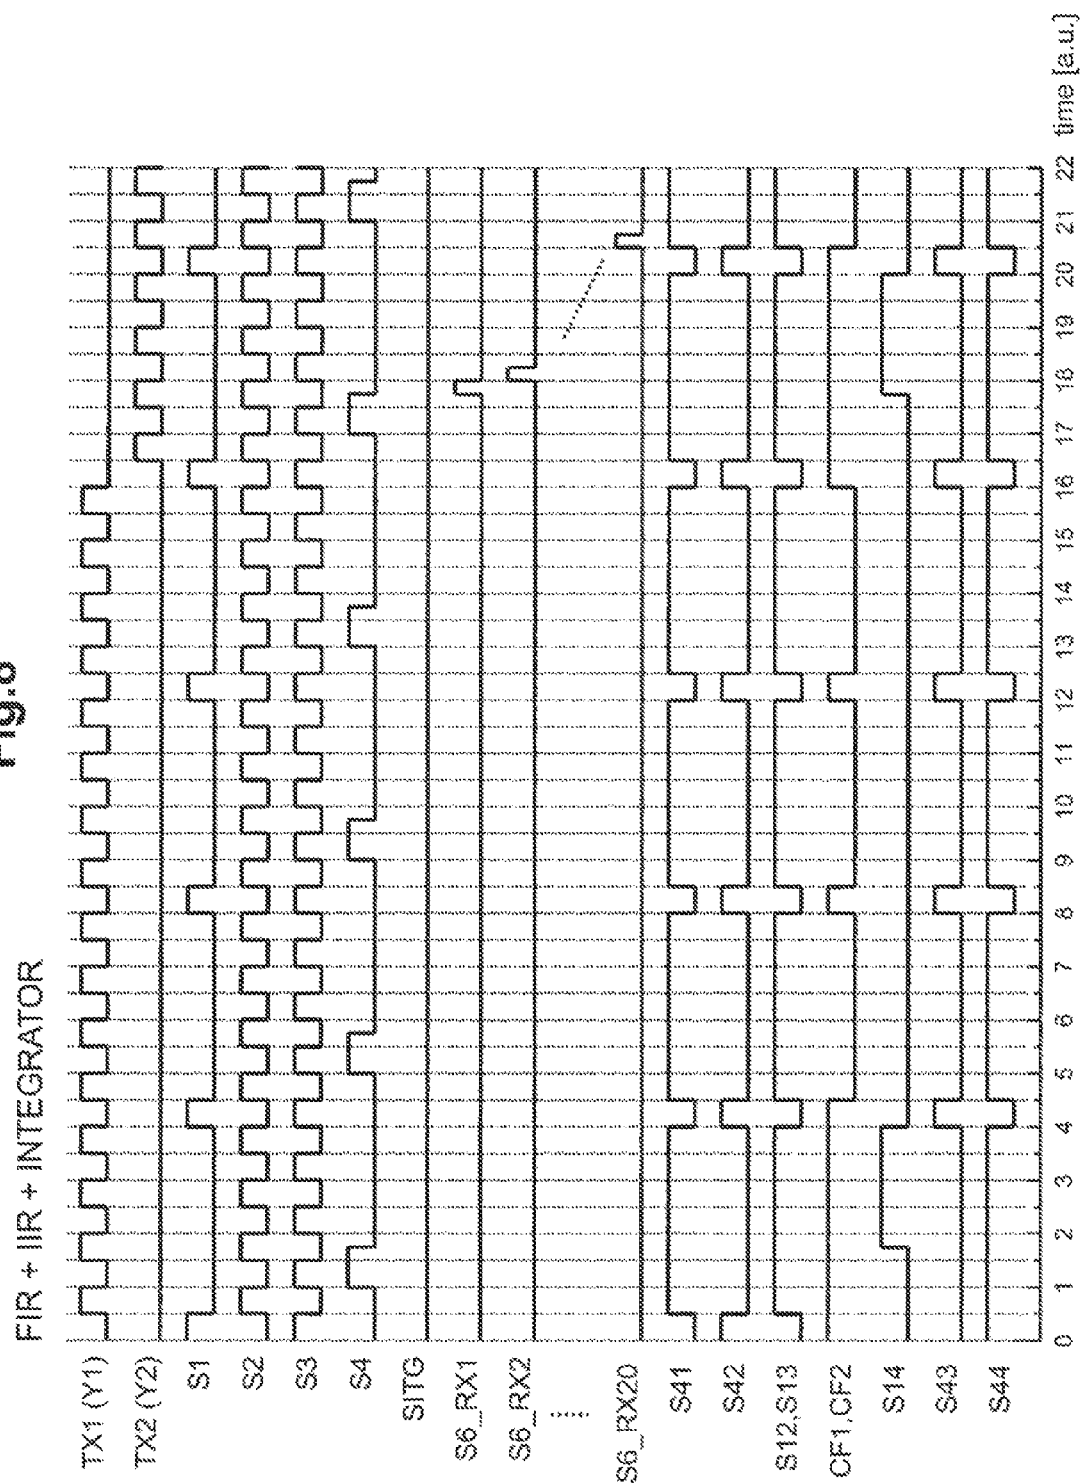 Fig.8
FIR + IIR + INTEGRATOR
TX1 (Y1)
TX2 (Y2)
S1
S2
S3
S4
SITG
S6_RX1
S6_RX2
S6_RX20
S41
S42
S12,S13
CF1,CF2
S14
S43
S44
0 1 2 3 4 5 6 7 8 9 10 11 12 13 14 15 16 17 18 19 20 21 22 time [a.u.]